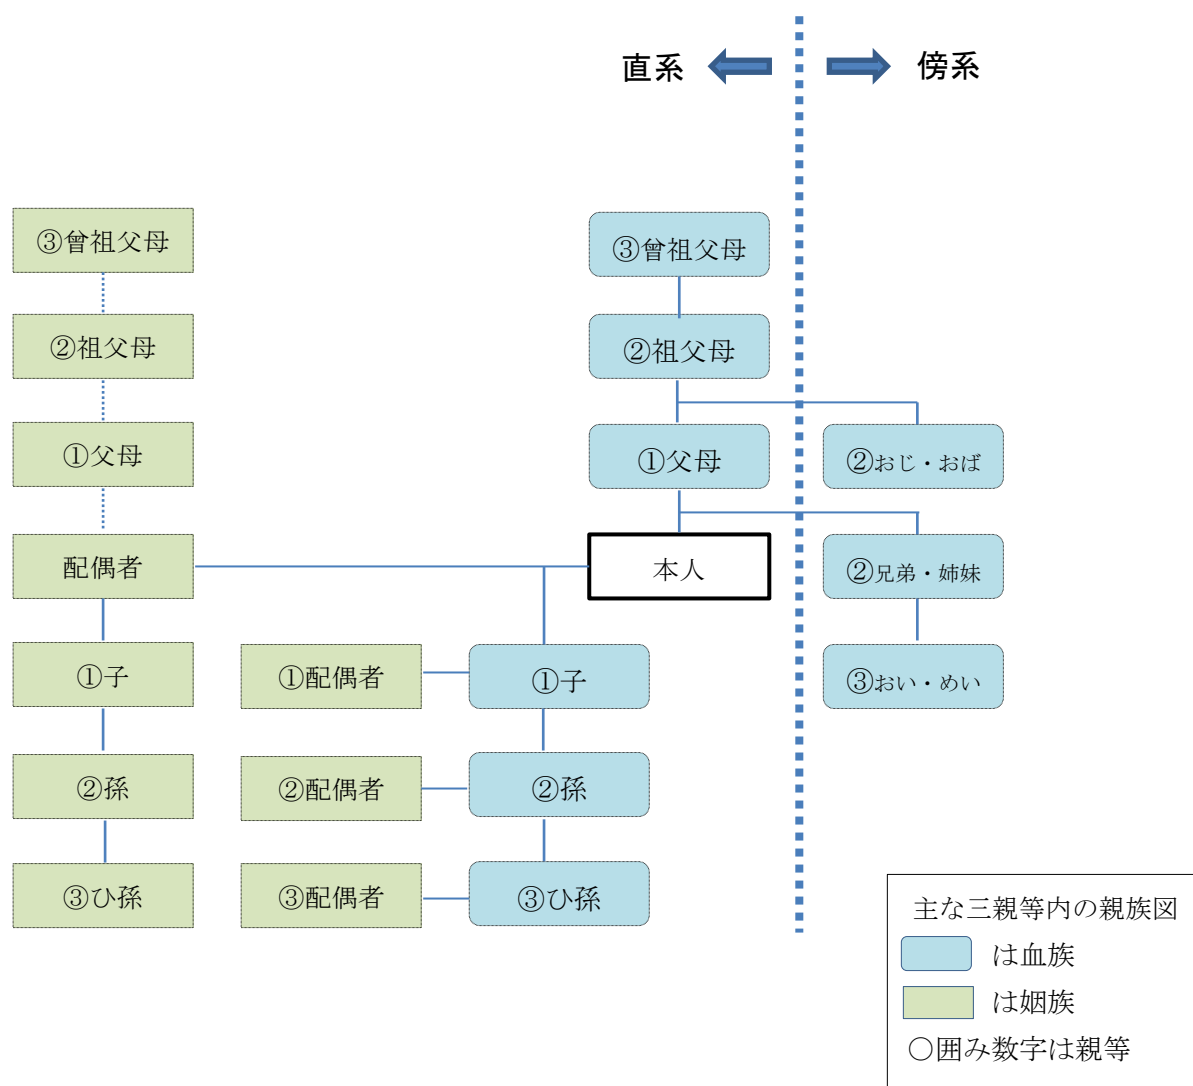 直系
傍系
③曾祖父母
③曾祖父母
②祖父母
②祖父母
①父母
①父母
②おじ・おば
配偶者
本人
②兄弟・姉妹
①子
①配偶者
①子
③おい・めい
②孫
②配偶者
②孫
③ひ孫
③配偶者
③ひ孫
主な三親等内の親族図
は血族
は姻族
○囲み数字は親等